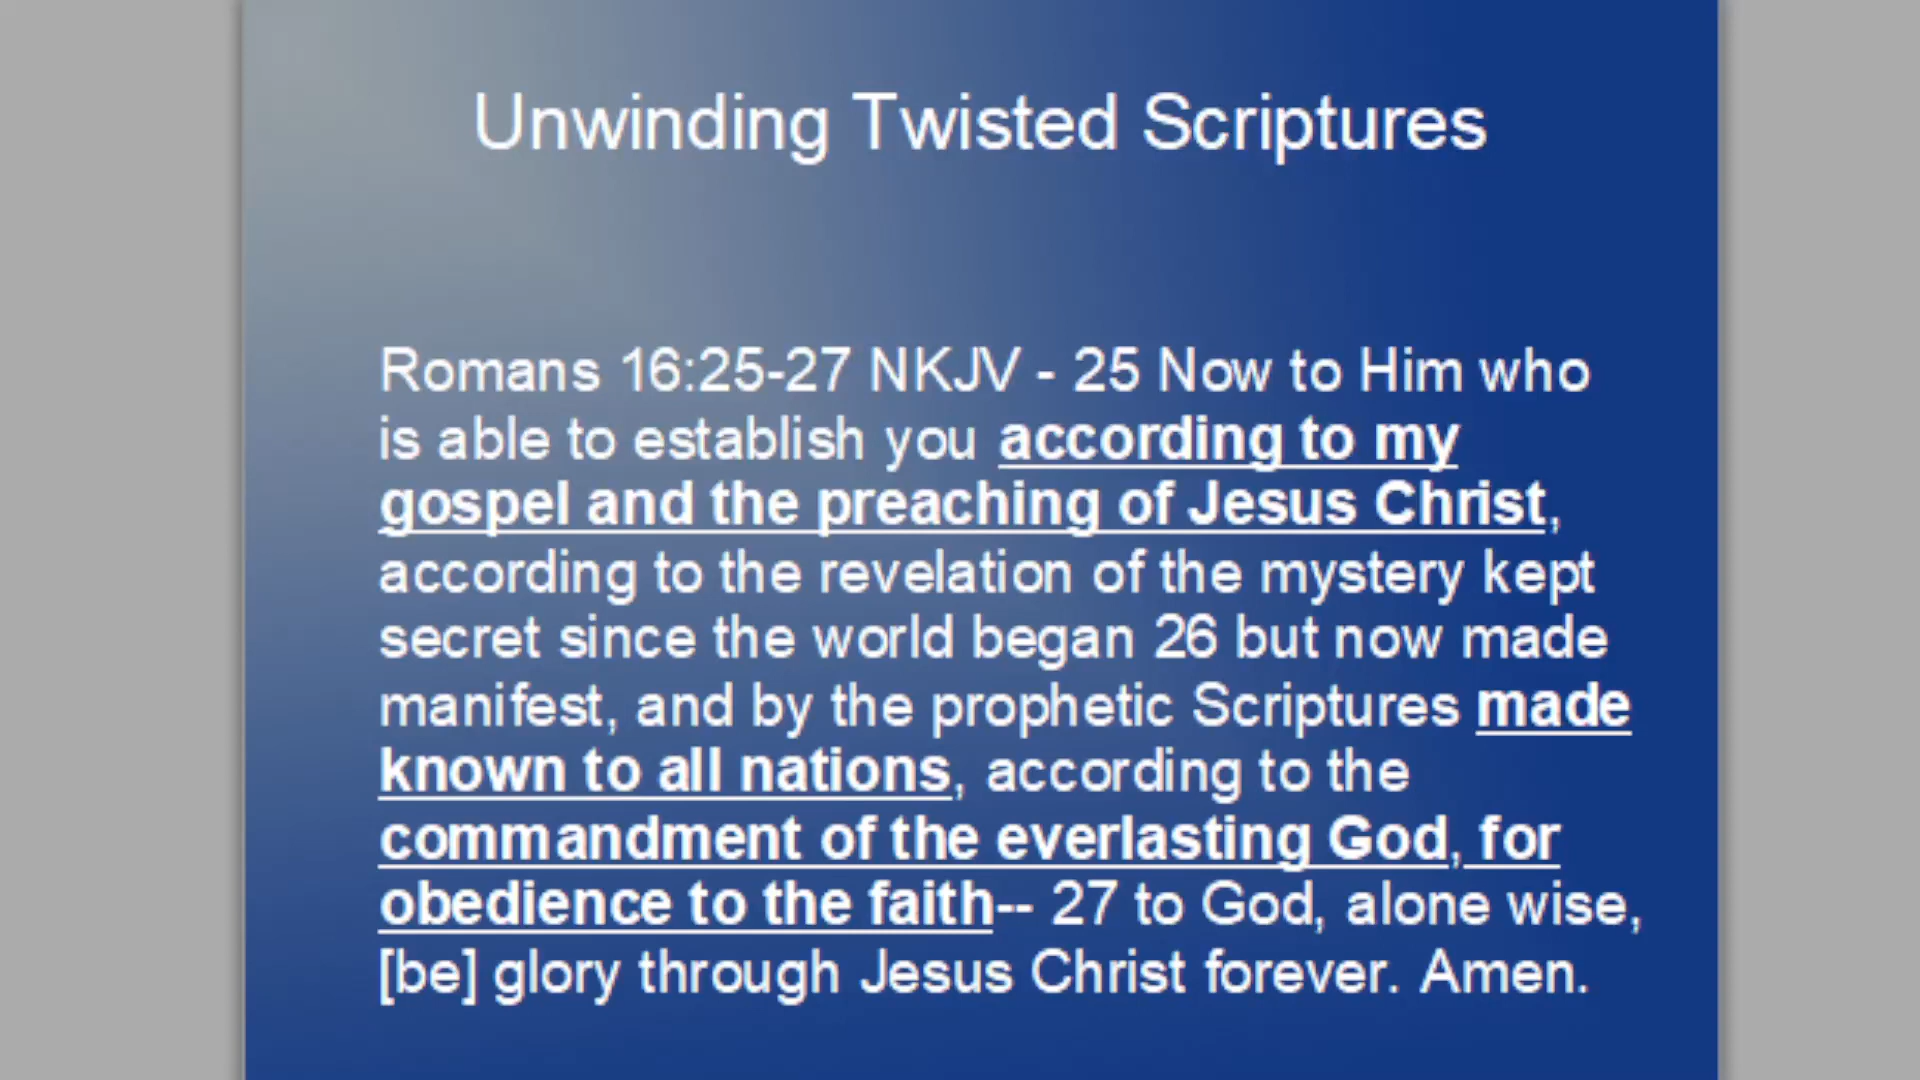 Unwinding Twisted Scriptures
Romans 16:25-27 NKJV - 25 Now to Him who
is able to establish you according to my
gospel and the preaching of Jesus Christ,
according to the revelation of the mystery kept
secret since the world began 26 but now made
manifest, and by the prophetic Scriptures made
known to all nations, according to the
commandment of the everlasting God, for
obedience to the faith-- 27 to God, alone wise,
[be] glory through Jesus Christ forever. Amen.